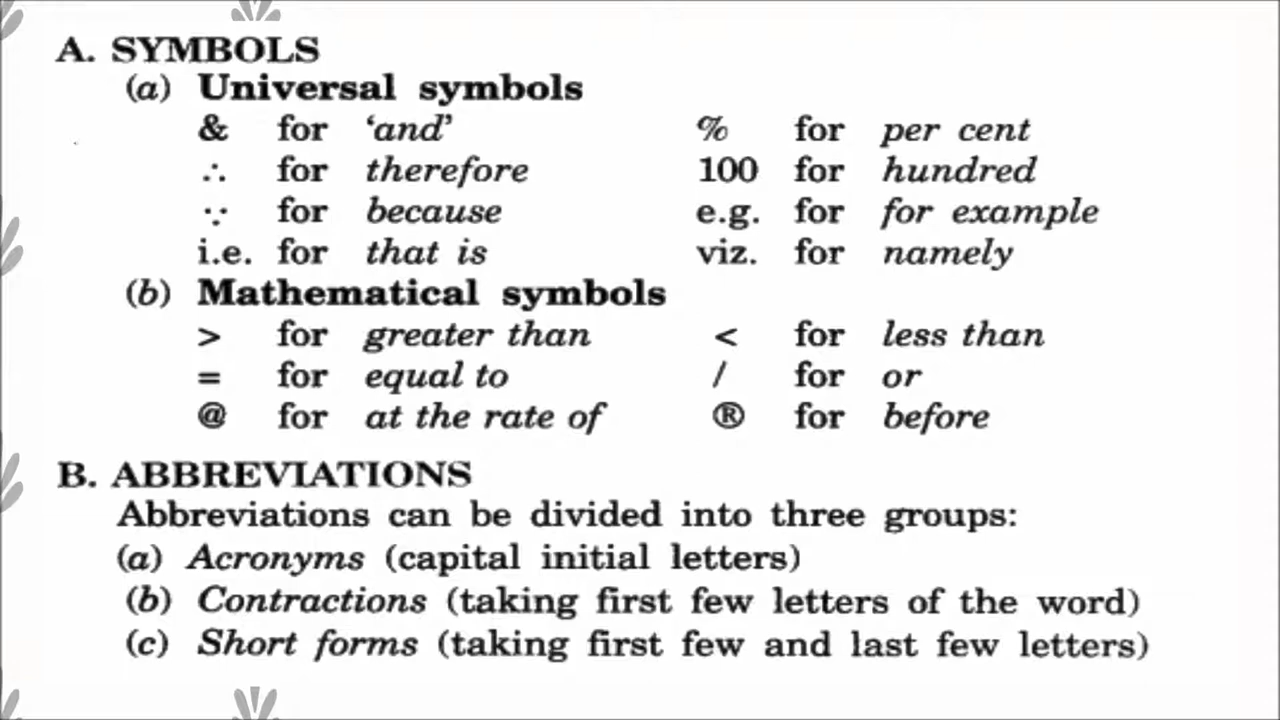 A. SYMBOLS
(a) Universal symbols
& for ‘and’ % for per cent
∴ for therefore 100 for hundred
∵ for because e.g. for for example
i.e. for that is viz. for namely
(b) Mathematical symbols
> for greater than < for less than
= for equal to / for or
@ for at the rate of ® for before
B. ABBREVIATIONS
Abbreviations can be divided into three groups:
(a) Acronyms (capital initial letters)
(b) Contractions (taking first few letters of the word)
(c) Short forms (taking first few and last few letters)